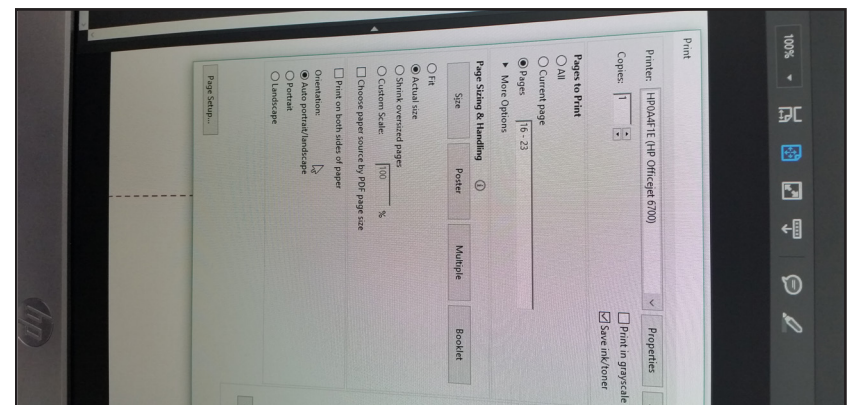 100%
Print
Printer: HP0A4F1E (HP Officejet 6700) Properties
Copies: 1 Print in grayscale
Save ink/toner
Pages to Print
All
Current page
Pages 16 - 23
More Options
Page Sizing & Handling
Size Poster Multiple Booklet
Fit
Actual size
Shrink oversized pages
Custom Scale: 100 %
Choose paper source by PDF page size
Print on both sides of paper
Orientation:
Auto portrait/landscape
Portrait
Landscape
Page Setup...
hp